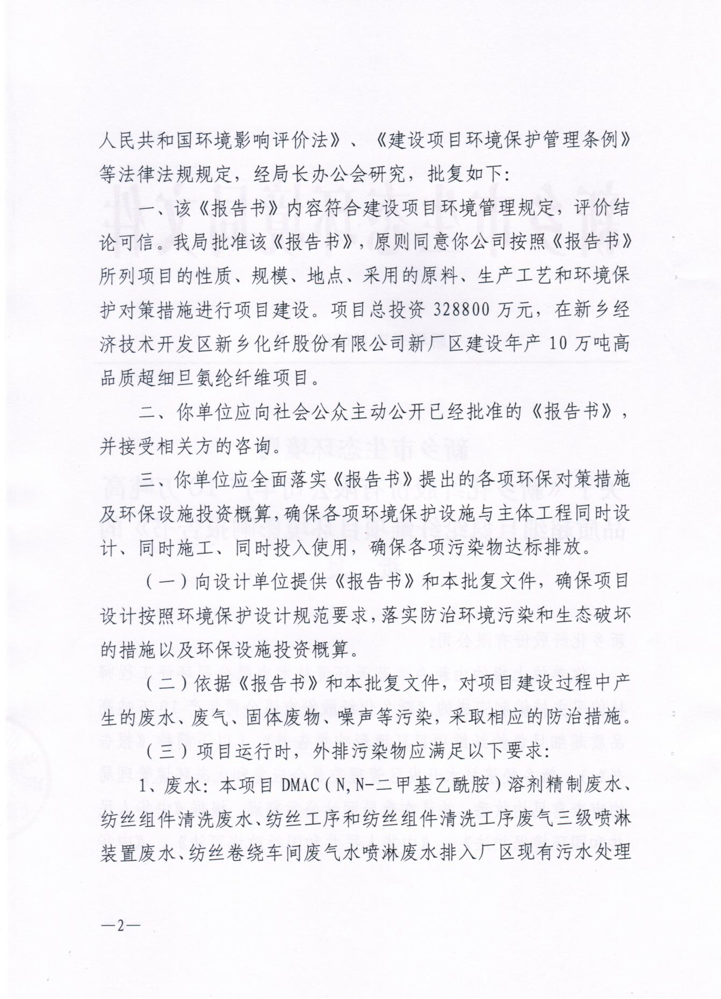 人民共和国环境影响评价法》、《建设项目环境保护管理条例》
等法律法规规定，经局长办公会研究，批复如下：
一、该《报告书》内容符合建设项目环境管理规定，评价结
论可信。我局批准该《报告书》，原则同意你公司按照《报告书》
所列项目的性质、规模、地点、采用的原料、生产工艺和环境保
护对策措施进行项目建设。项目总投资 328800 万元，在新乡经
济技术开发区新乡化纤股份有限公司新厂区建设年产 10 万吨高
品质超细旦氨纶纤维项目。
二、你单位应向社会公众主动公开已经批准的《报告书》，
并接受相关方的咨询。
三、你单位应全面落实《报告书》提出的各项环保对策措施
及环保设施投资概算，确保各项环境保护设施与主体工程同时设
计、同时施工、同时投入使用，确保各项污染物达标排放。
（一）向设计单位提供《报告书》和本批复文件，确保项目
设计按照环境保护设计规范要求，落实防治环境污染和生态破坏
的措施以及环保设施投资概算。
（二）依据《报告书》和本批复文件，对项目建设过程中产
生的废水、废气、固体废物、噪声等污染，采取相应的防治措施。
（三）项目运行时，外排污染物应满足以下要求：
1、废水：本项目 DMAC（N,N-二甲基乙酰胺）溶剂精制废水、
纺丝组件清洗废水、纺丝工序和纺丝组件清洗工序废气三级喷淋
装置废水、纺丝卷绕车间废气水喷淋废水排入厂区现有污水处理
—2—